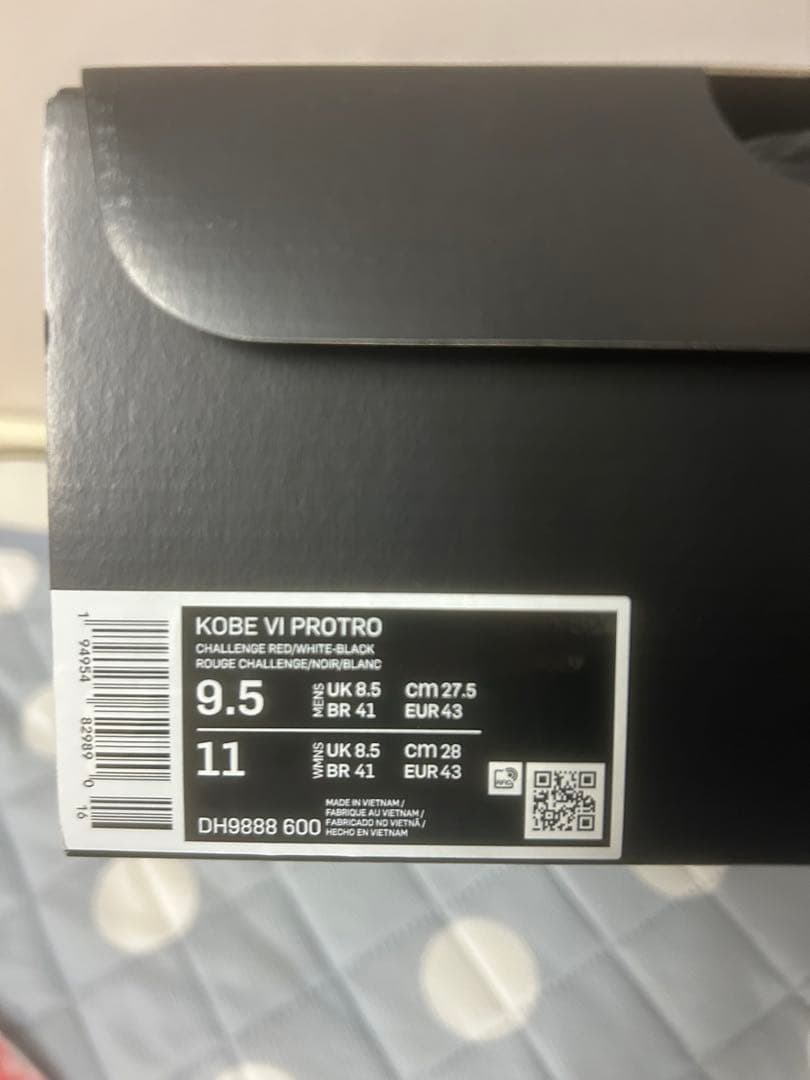 KOBE VI PROTRO
CHALLENGE RED/WHITE-BLACK
ROUGE CHALLENGE/NOIR/BLANC
9.5 MENS UK 8.5 CM 27.5
BR 41 EUR 43
11 WMNS UK 8.5 CM 28
BR 41 EUR 43
RFID
DH9888 600
MADE IN VIETNAM /
FABRIQUE AU VIETNAM /
FABRICADO NO VIETNÃ /
HECHO EN VIETNAM
1 94954 82989 0 16